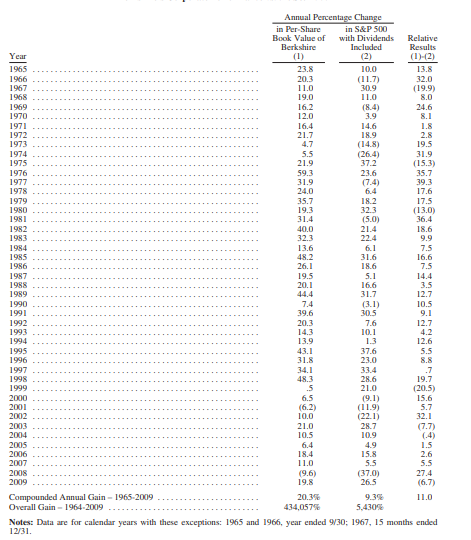 Annual Percentage Change
in Per-Share in S&P 500
Book Value of with Dividends Relative
Berkshire Included Results
Year (1) (2) (1)-(2)
1965 23.8 10.0 13.8
1966 20.3 (11.7) 32.0
1967 11.0 30.9 (19.9)
1968 19.0 11.0 8.0
1969 16.2 (8.4) 24.6
1970 12.0 3.9 8.1
1971 16.4 14.6 1.8
1972 21.7 18.9 2.8
1973 4.7 (14.8) 19.5
1974 5.5 (26.4) 31.9
1975 21.9 37.2 (15.3)
1976 59.3 23.6 35.7
1977 31.9 (7.4) 39.3
1978 24.0 6.4 17.6
1979 35.7 18.2 17.5
1980 19.3 32.3 (13.0)
1981 31.4 (5.0) 36.4
1982 40.0 21.4 18.6
1983 32.3 22.4 9.9
1984 13.6 6.1 7.5
1985 48.2 31.6 16.6
1986 26.1 18.6 7.5
1987 19.5 5.1 14.4
1988 20.1 16.6 3.5
1989 44.4 31.7 12.7
1990 7.4 (3.1) 10.5
1991 39.6 30.5 9.1
1992 20.3 7.6 12.7
1993 14.3 10.1 4.2
1994 13.9 1.3 12.6
1995 43.1 37.6 5.5
1996 31.8 23.0 8.8
1997 34.1 33.4 .7
1998 48.3 28.6 19.7
1999 .5 21.0 (20.5)
2000 6.5 (9.1) 15.6
2001 (6.2) (11.9) 5.7
2002 10.0 (22.1) 32.1
2003 21.0 28.7 (7.7)
2004 10.5 10.9 (.4)
2005 6.4 4.9 1.5
2006 18.4 15.8 2.6
2007 11.0 5.5 5.5
2008 (9.6) (37.0) 27.4
2009 19.8 26.5 (6.7)
Compounded Annual Gain – 1965-2009 20.3% 9.3% 11.0
Overall Gain – 1964-2009 434,057% 5,430%
Notes: Data are for calendar years with these exceptions: 1965 and 1966, year ended 9/30; 1967, 15 months ended
12/31.